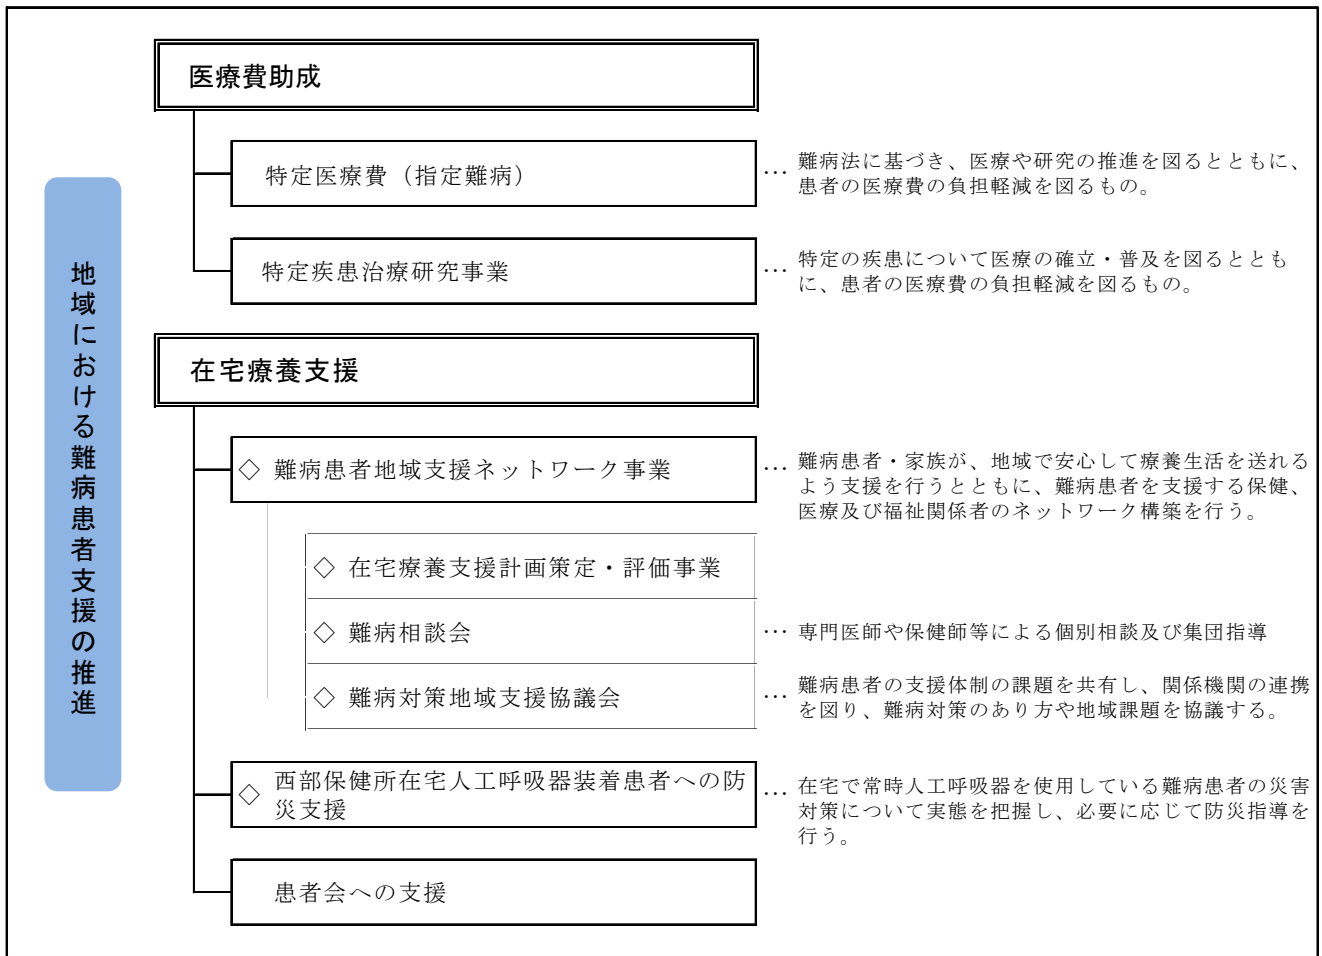 地域における難病患者支援の推進
医療費助成
特定医療費（指定難病）
… 難病法に基づき、医療や研究の推進を図るとともに、
患者の医療費の負担軽減を図るもの。
特定疾患治療研究事業
… 特定の疾患について医療の確立・普及を図るととも
に、患者の医療費の負担軽減を図るもの。
在宅療養支援
◇ 難病患者地域支援ネットワーク事業
… 難病患者・家族が、地域で安心して療養生活を送れる
よう支援を行うとともに、難病患者を支援する保健、
医療及び福祉関係者のネットワーク構築を行う。
◇ 在宅療養支援計画策定・評価事業
◇ 難病相談会
… 専門医師や保健師等による個別相談及び集団指導
◇ 難病対策地域支援協議会
… 難病患者の支援体制の課題を共有し、関係機関の連携
を図り、難病対策のあり方や地域課題を協議する。
◇ 西部保健所在宅人工呼吸器装着患者への防
災支援
… 在宅で常時人工呼吸器を使用している難病患者の災害
対策について実態を把握し、必要に応じて防災指導を
行う。
患者会への支援